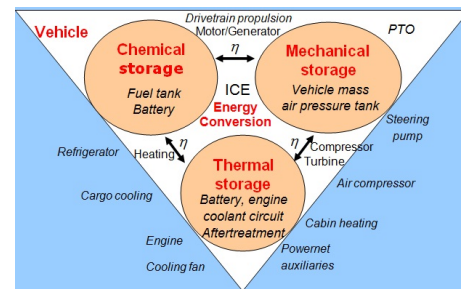 Vehicle
Drivetrain propulsion
Motor/Generator
PTO
Chemical
storage
η
Mechanical
storage
Fuel tank
Battery
ICE
Energy
Conversion
Vehicle mass
air pressure tank
Steering
pump
Refrigerator
Heating
η
η
Compressor
Turbine
Thermal
storage
Battery, engine
coolant circuit
Aftertreatment
Air compressor
Cargo cooling
Cabin heating
Engine
Cooling fan
Powernet
auxiliaries